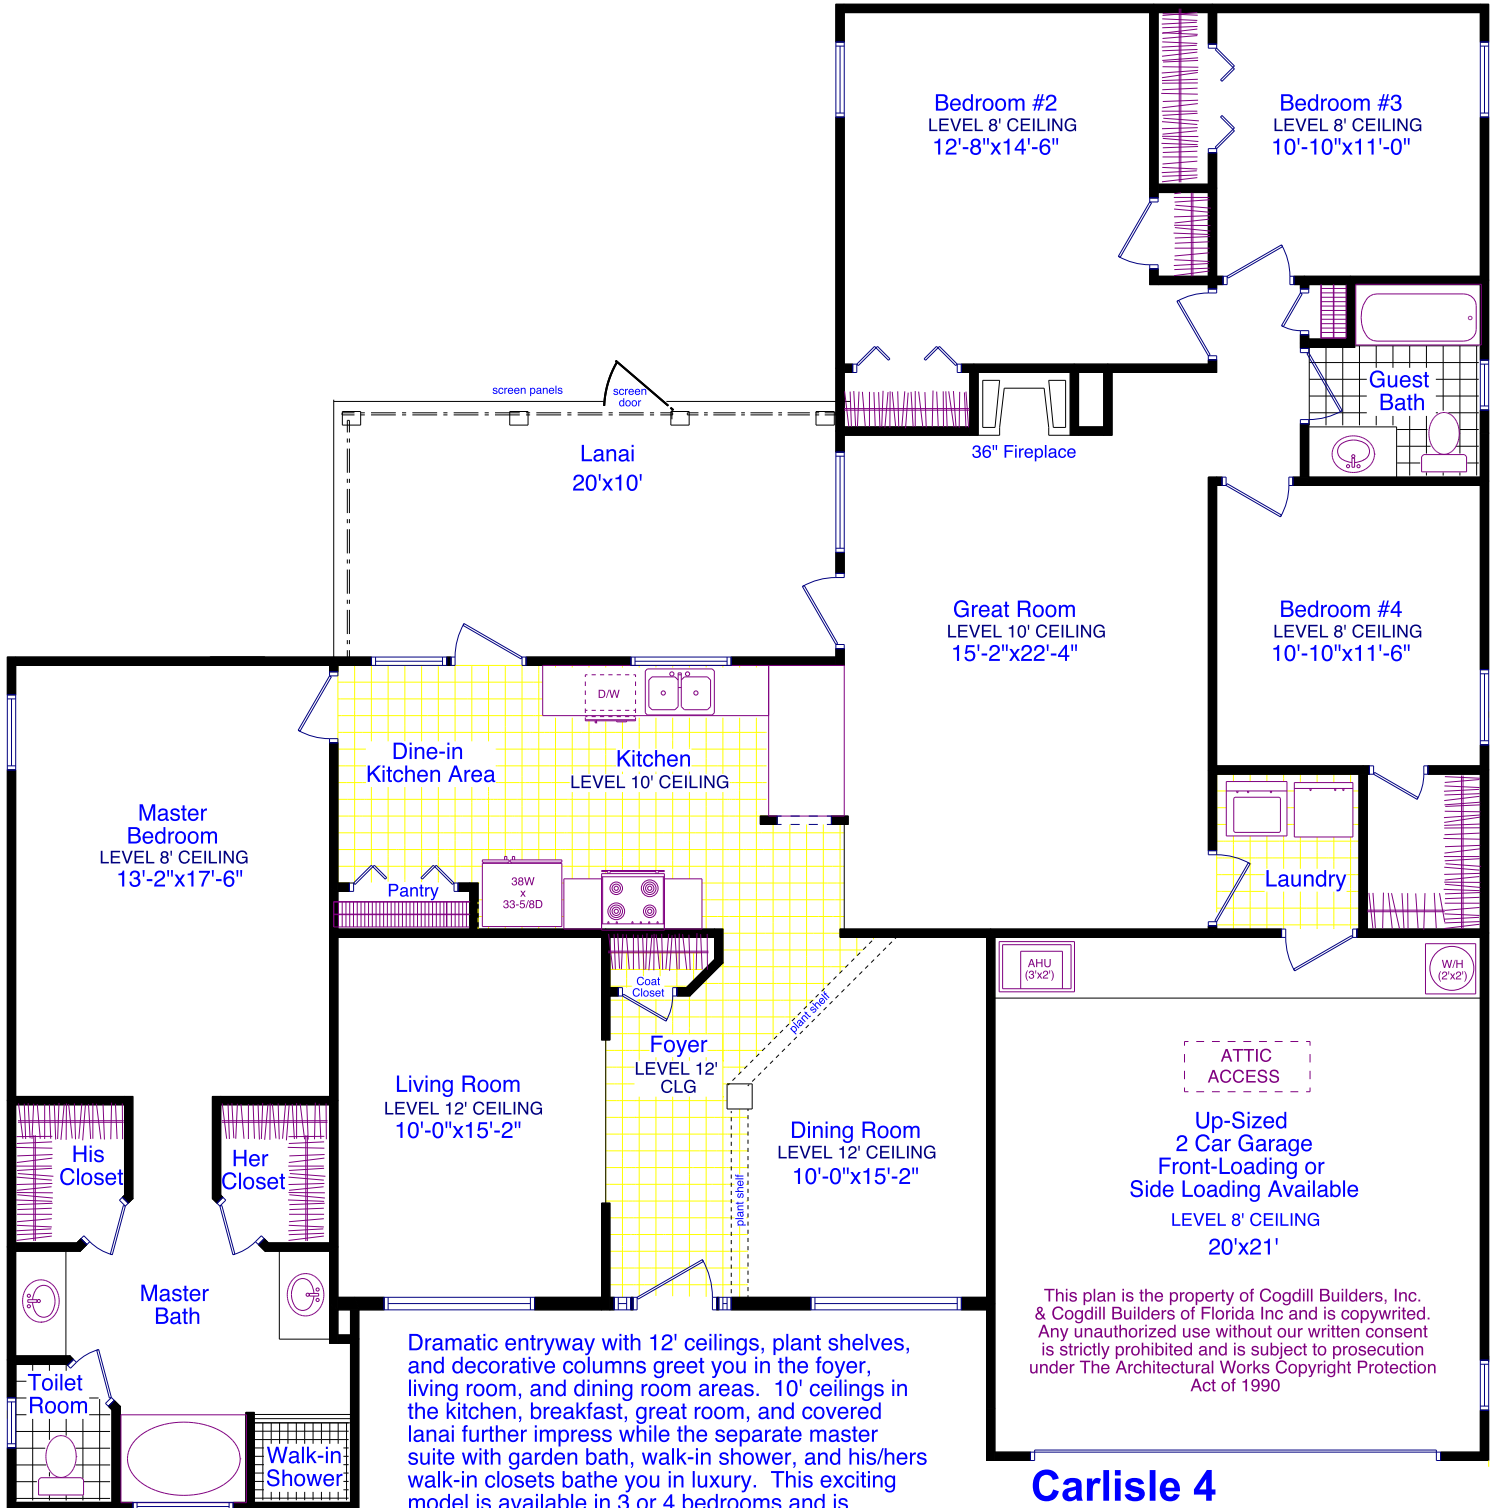 Bedroom #2
LEVEL 8' CEILING
12'-8"x14'-6"
Bedroom #3
LEVEL 8' CEILING
10'-10"x11'-0"
Guest
Bath
screen panels
screen
door
Lanai
20'x10'
36" Fireplace
Great Room
LEVEL 10' CEILING
15'-2"x22'-4"
Bedroom #4
LEVEL 8' CEILING
10'-10"x11'-6"
D/W
Dine-in
Kitchen Area
Kitchen
LEVEL 10' CEILING
Master
Bedroom
LEVEL 8' CEILING
13'-2"x17'-6"
Pantry
38W
x
33-5/8D
Laundry
Coat
Closet
AHU
(3'x2')
W/H
(2'x2')
plant shelf
Foyer
LEVEL 12'
CLG
ATTIC
ACCESS
Living Room
LEVEL 12' CEILING
10'-0"x15'-2"
Dining Room
LEVEL 12' CEILING
10'-0"x15'-2"
plant shelf
Up-Sized
2 Car Garage
Front-Loading or
Side Loading Available
LEVEL 8' CEILING
20'x21'
His
Closet
Her
Closet
Master
Bath
This plan is the property of Cogdill Builders, Inc.
& Cogdill Builders of Florida Inc and is copywrited.
Any unauthorized use without our written consent
is strictly prohibited and is subject to prosecution
under The Architectural Works Copyright Protection
Act of 1990
Toilet
Room
Walk-in
Shower
Dramatic entryway with 12' ceilings, plant shelves,
and decorative columns greet you in the foyer,
living room, and dining room areas. 10' ceilings in
the kitchen, breakfast, great room, and covered
lanai further impress while the separate master
suite with garden bath, walk-in shower, and his/hers
walk-in closets bathe you in luxury. This exciting
model is available in 3 or 4 bedrooms and is
Carlisle 4